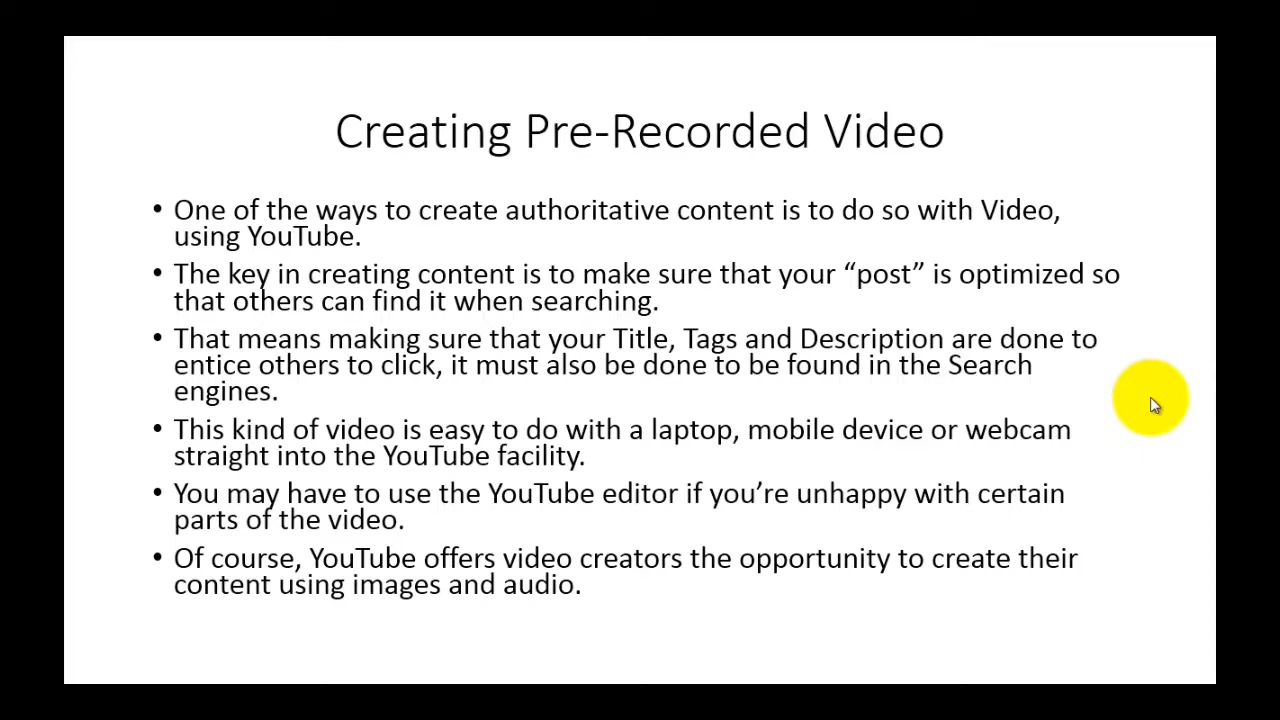 Creating Pre-Recorded Video
• One of the ways to create authoritative content is to do so with Video,
using YouTube.
• The key in creating content is to make sure that your “post” is optimized so
that others can find it when searching.
• That means making sure that your Title, Tags and Description are done to
entice others to click, it must also be done to be found in the Search
engines.
• This kind of video is easy to do with a laptop, mobile device or webcam
straight into the YouTube facility.
• You may have to use the YouTube editor if you’re unhappy with certain
parts of the video.
• Of course, YouTube offers video creators the opportunity to create their
content using images and audio.